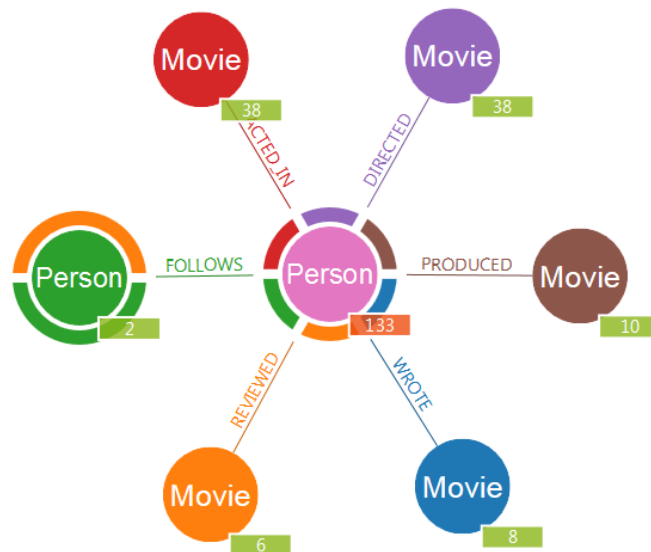 Movie
38
ACTED_IN
Movie
38
DIRECTED
Person
2
FOLLOWS
Person
133
PRODUCED
Movie
10
REVIEWED
Movie
6
WROTE
Movie
8